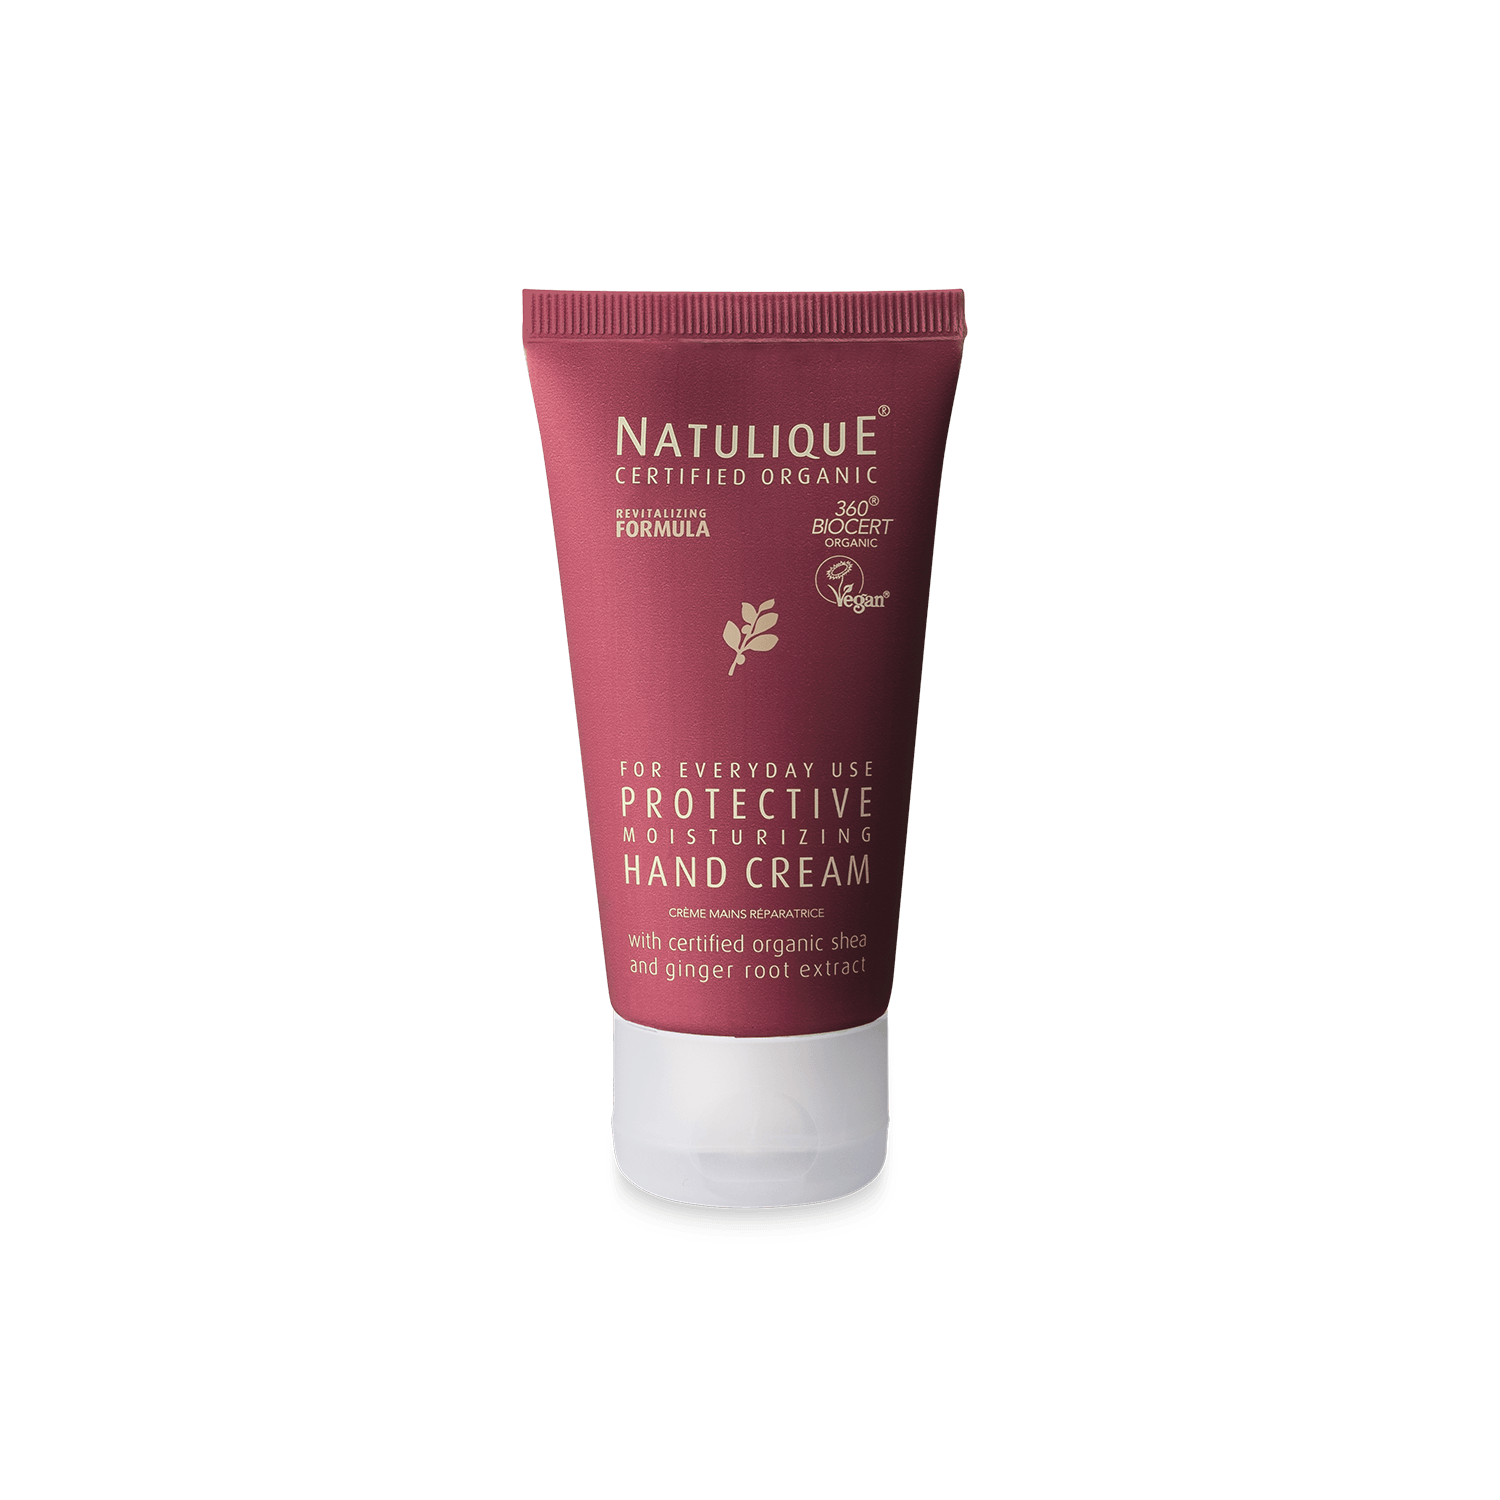 NATULIQUE®
CERTIFIED ORGANIC
REVITALIZING
FORMULA
360®
BIOCERT
ORGANIC
Vegan®
FOR EVERYDAY USE
PROTECTIVE
MOISTURIZING
HAND CREAM
CRÈME MAINS RÉPARATRICE
with certified organic shea
and ginger root extract